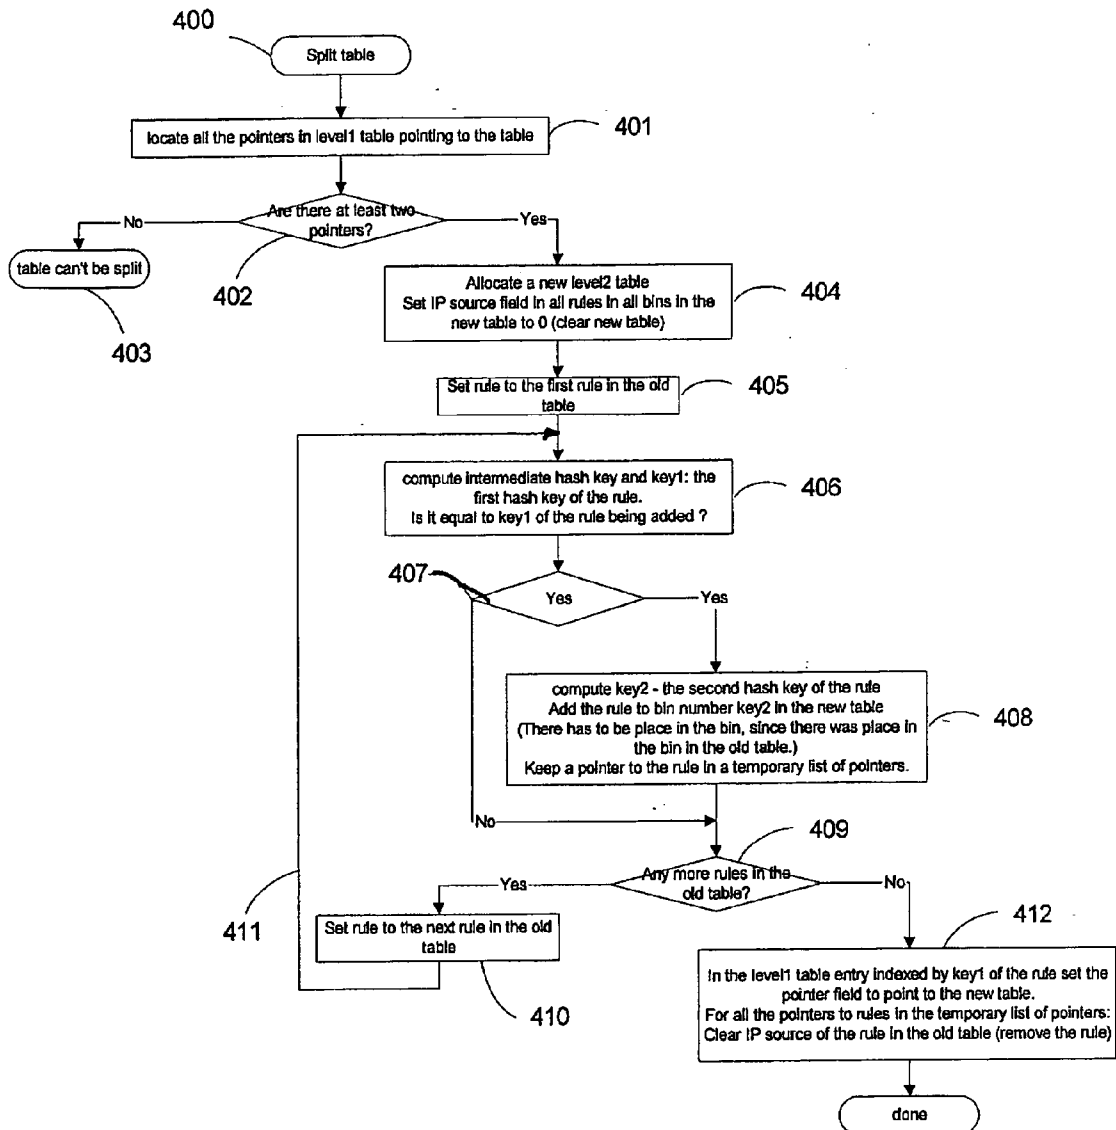 400
Split table
locate all the pointers in level1 table pointing to the table
401
Are there at least two
pointers?
No
Yes
402
table can't be split
403
Allocate a new level2 table
Set IP source field in all rules in all bins in the
new table to 0 (clear new table)
404
Set rule to the first rule in the old
table
405
compute intermediate hash key and key1: the
first hash key of the rule.
Is it equal to key1 of the rule being added ?
406
407
Yes
Yes
compute key2 - the second hash key of the rule
Add the rule to bin number key2 in the new table
(There has to be place in the bin, since there was place in
the bin in the old table.)
Keep a pointer to the rule in a temporary list of pointers.
408
No
409
Any more rules in the
old table?
Yes
No
411
Set rule to the next rule in the old
table
410
412
In the level1 table entry indexed by key1 of the rule set the
pointer field to point to the new table.
For all the pointers to rules in the temporary list of pointers:
Clear IP source of the rule in the old table (remove the rule)
done